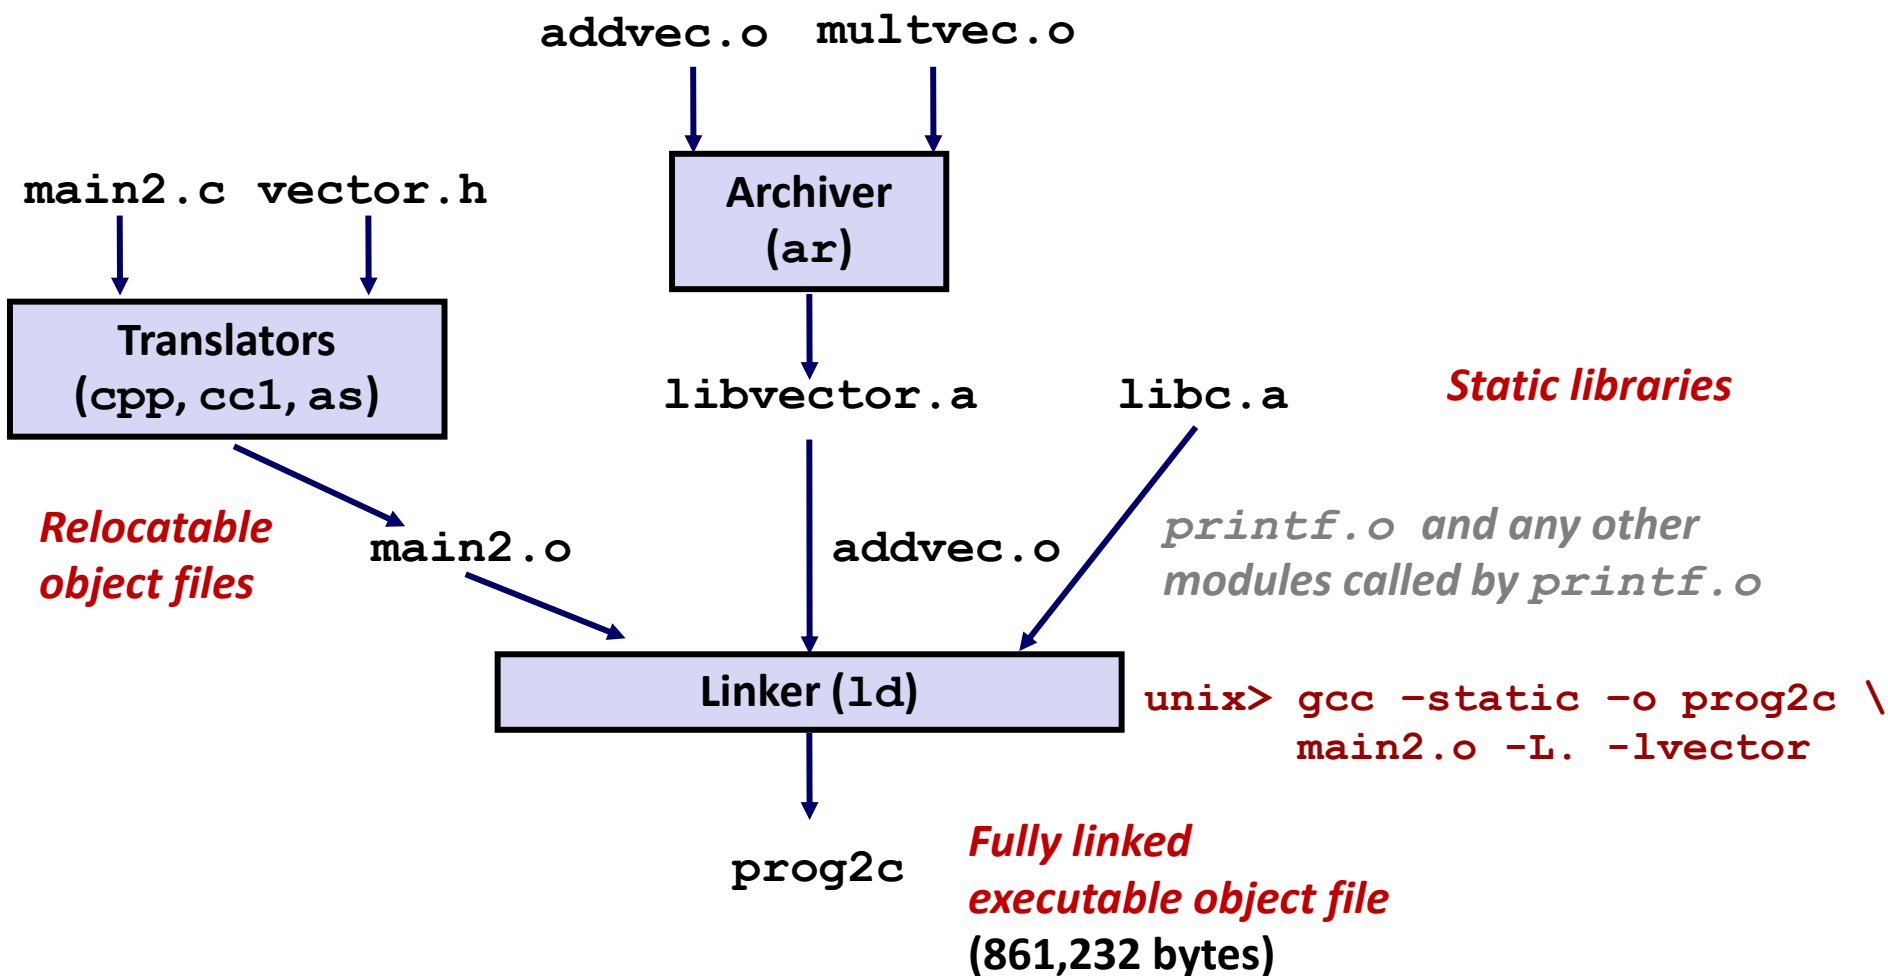 addvec.o multvec.o
main2.c vector.h
Archiver
(ar)
Translators
(cpp, cc1, as)
libvector.a
libc.a
Static libraries
Relocatable
object files
main2.o
addvec.o
printf.o and any other
modules called by printf.o
Linker (ld)
unix> gcc –static –o prog2c \
main2.o -L. -lvector
prog2c
Fully linked
executable object file
(861,232 bytes)